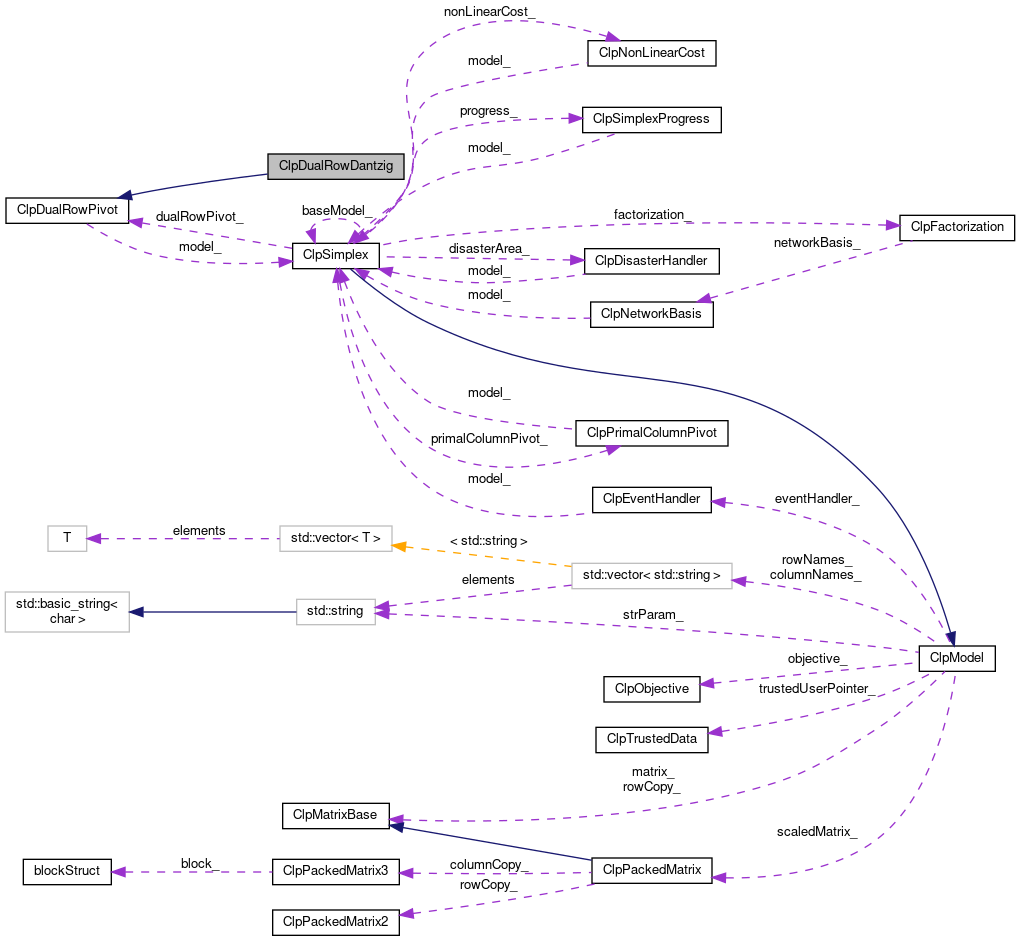 nonLinearCost_
ClpNonLinearCost
model_
progress_
ClpSimplexProgress
model_
ClpDualRowDantzig
ClpDualRowPivot
baseModel_
dualRowPivot_
factorization_
ClpFactorization
model_
ClpSimplex
disasterArea_
networkBasis_
ClpDisasterHandler
model_
model_
ClpNetworkBasis
model_
ClpPrimalColumnPivot
primalColumnPivot_
model_
ClpEventHandler
eventHandler_
T
elements
std::vector< T >
< std::string >
rowNames_
columnNames_
std::vector< std::string >
elements
std::basic_string<
char >
std::string
strParam_
ClpModel
objective_
ClpObjective
trustedUserPointer_
ClpTrustedData
matrix_
rowCopy_
ClpMatrixBase
scaledMatrix_
blockStruct
block_
ClpPackedMatrix3
columnCopy_
ClpPackedMatrix
rowCopy_
ClpPackedMatrix2